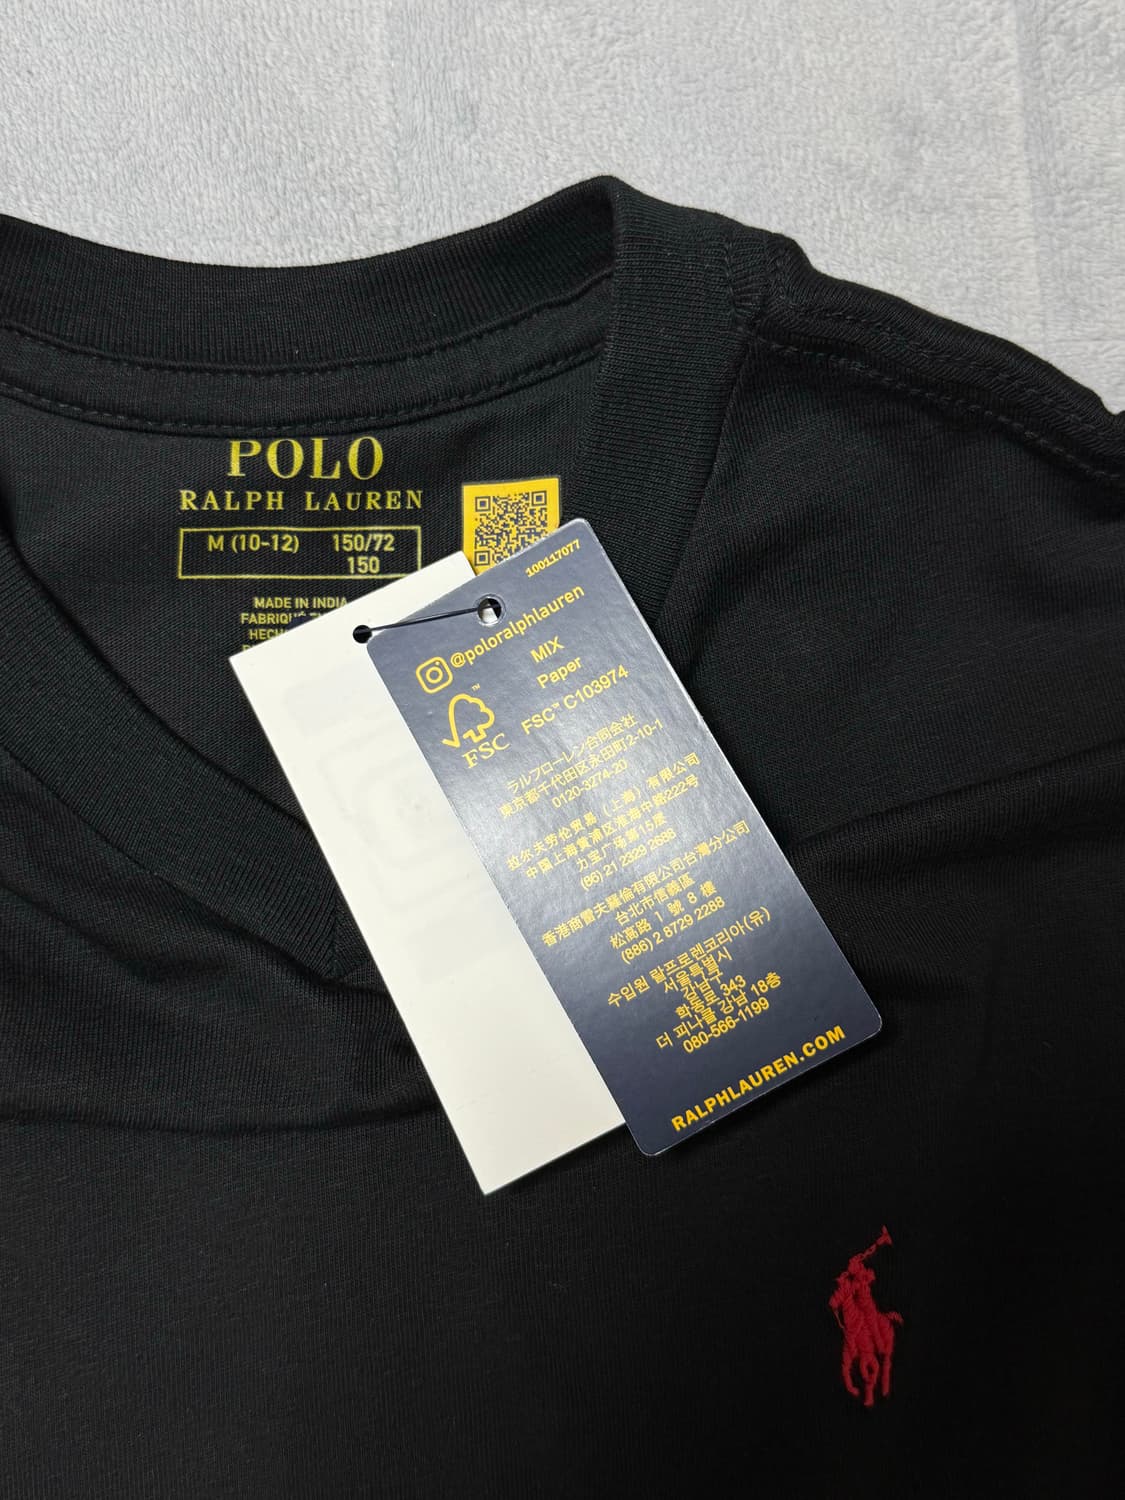 POLO
RALPH LAUREN
M (10-12) 150/72
150
MADE IN INDIA
100117077
@poloralphlauren
MIX
Paper
FSC™ C103974
FSC
ラルフローレン合同会社
東京都千代田区永田町2-10-1
0120-3274-20
拉尔夫劳伦贸易（上海）有限公司
中国上海黄浦区淮海中路222号
力宝广场第15层
(86) 21 2329 2688
香港商雷夫羅倫有限公司台灣分公司
台北市信義區
松高路 1 號 8 樓
(886) 2 8729 2288
수입원 랄프로렌코리아(유)
서울특별시
강남구
학동로 343
더 피나클 강남 18층
080-566-1199
RALPHLAUREN.COM